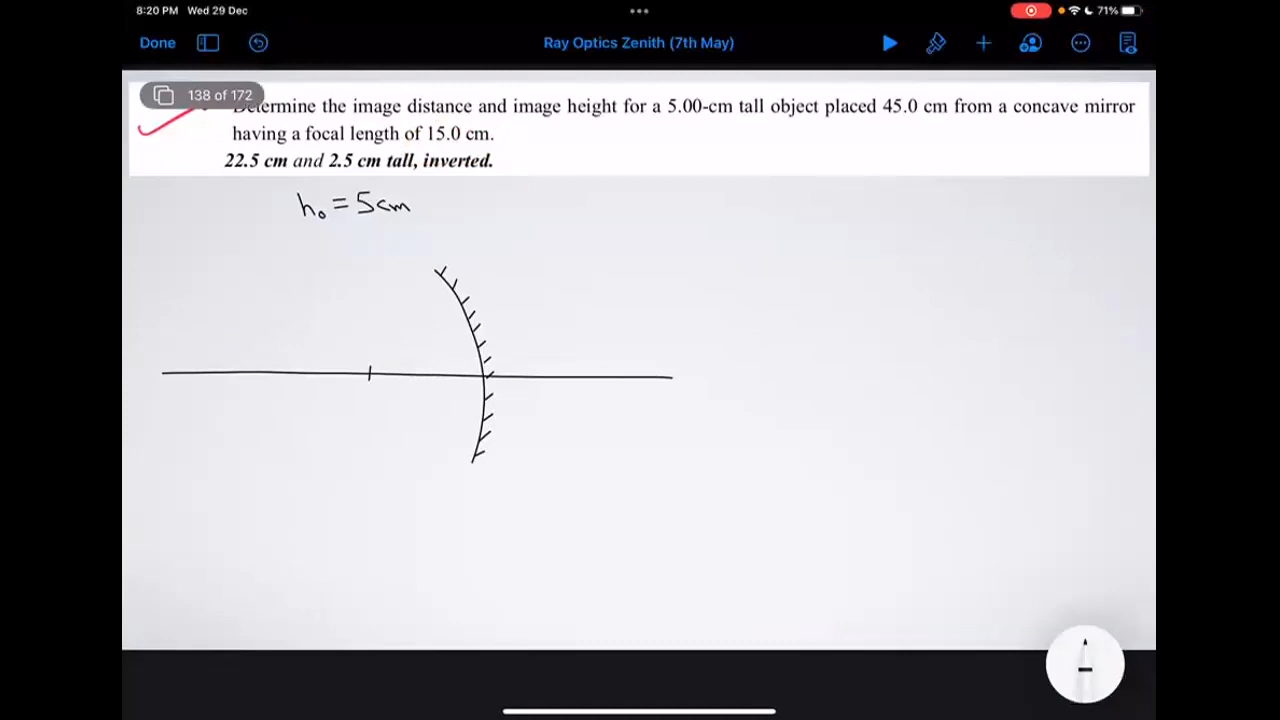 8:20 PM Wed 29 Dec
71%
Done
Ray Optics Zenith (7th May)
138 of 172
Determine the image distance and image height for a 5.00-cm tall object placed 45.0 cm from a concave mirror
having a focal length of 15.0 cm.
22.5 cm and 2.5 cm tall, inverted.
h₀ = 5cm